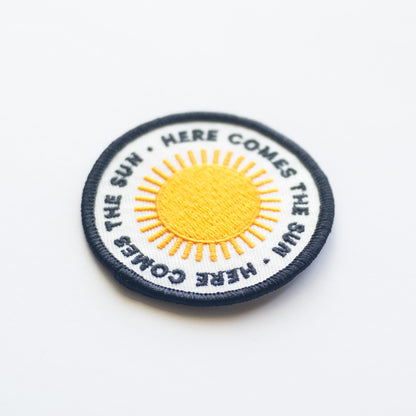 HERE COMES THE SUN • HERE COMES THE SUN •